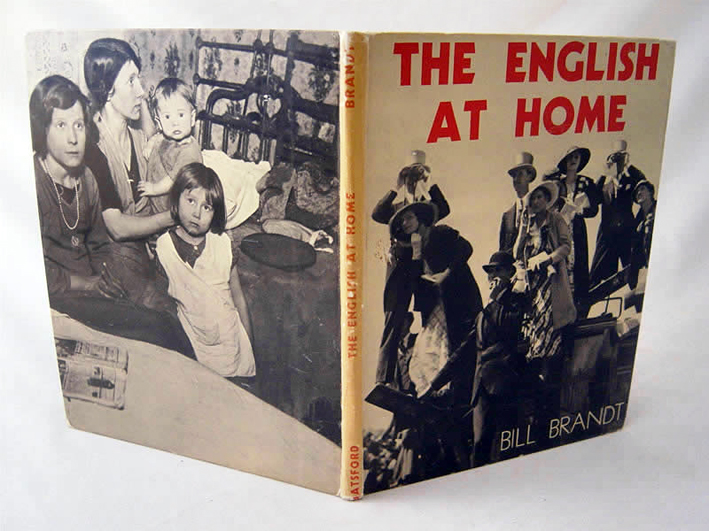 THE ENGLISH
AT HOME
BILL BRANDT
BRANDT
THE ENGLISH AT HOME
BATSFORD